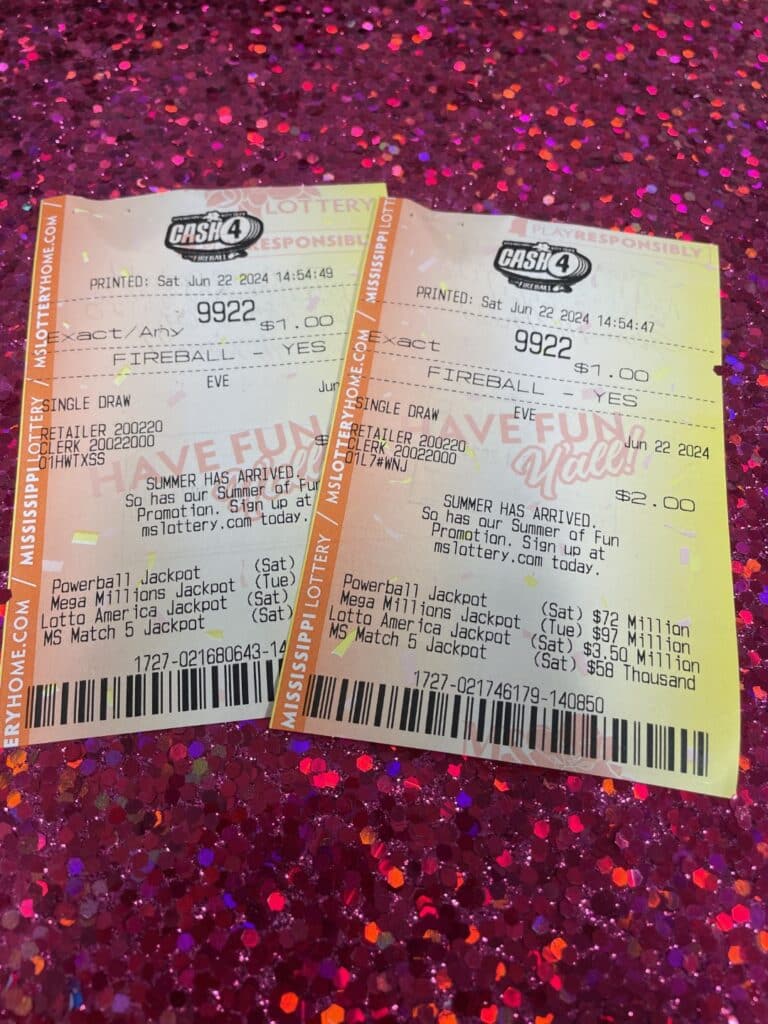 LOTTERY
RESPONSIBLY
CASH 4
FIREBALL
PRINTED: Sat Jun 22 2024 14:54:49
9922
Exact/Any $1.00
FIREBALL - YES
EVE
SINGLE DRAW Jun
RETAILER 200220
CLERK 20022000
01HWTXSS
HAVE FUN
SUMMER HAS ARRIVED.
So has our Summer of Fun
Promotion. Sign up at
mslottery.com today.
Powerball Jackpot (Sat)
Mega Millions Jackpot (Tue)
Lotto America Jackpot (Sat)
MS Match 5 Jackpot (Sat)
1727-021680643-14
ERYHOME.COM / MISSISSIPPI LOTTERY / MSLOTTERYHOME.COM /
PLAY RESPONSIBLY
CASH 4
FIREBALL
PRINTED: Sat Jun 22 2024 14:54:47
9922
Exact $1.00
FIREBALL - YES
EVE
SINGLE DRAW Jun 22 2024
RETAILER 200220
CLERK 20022000
01L7#WNJ
HAVE FUN,
Y'all!
$2.00
SUMMER HAS ARRIVED.
So has our Summer of Fun
Promotion. Sign up at
mslottery.com today.
Powerball Jackpot (Sat) $72 Million
Mega Millions Jackpot (Tue) $97 Million
Lotto America Jackpot (Sat) $3.50 Million
MS Match 5 Jackpot (Sat) $58 Thousand
1727-021746179-140850
MISSISSIPPI LOTTERY / MSLOTTERYHOME.COM / MISSISSIPPI